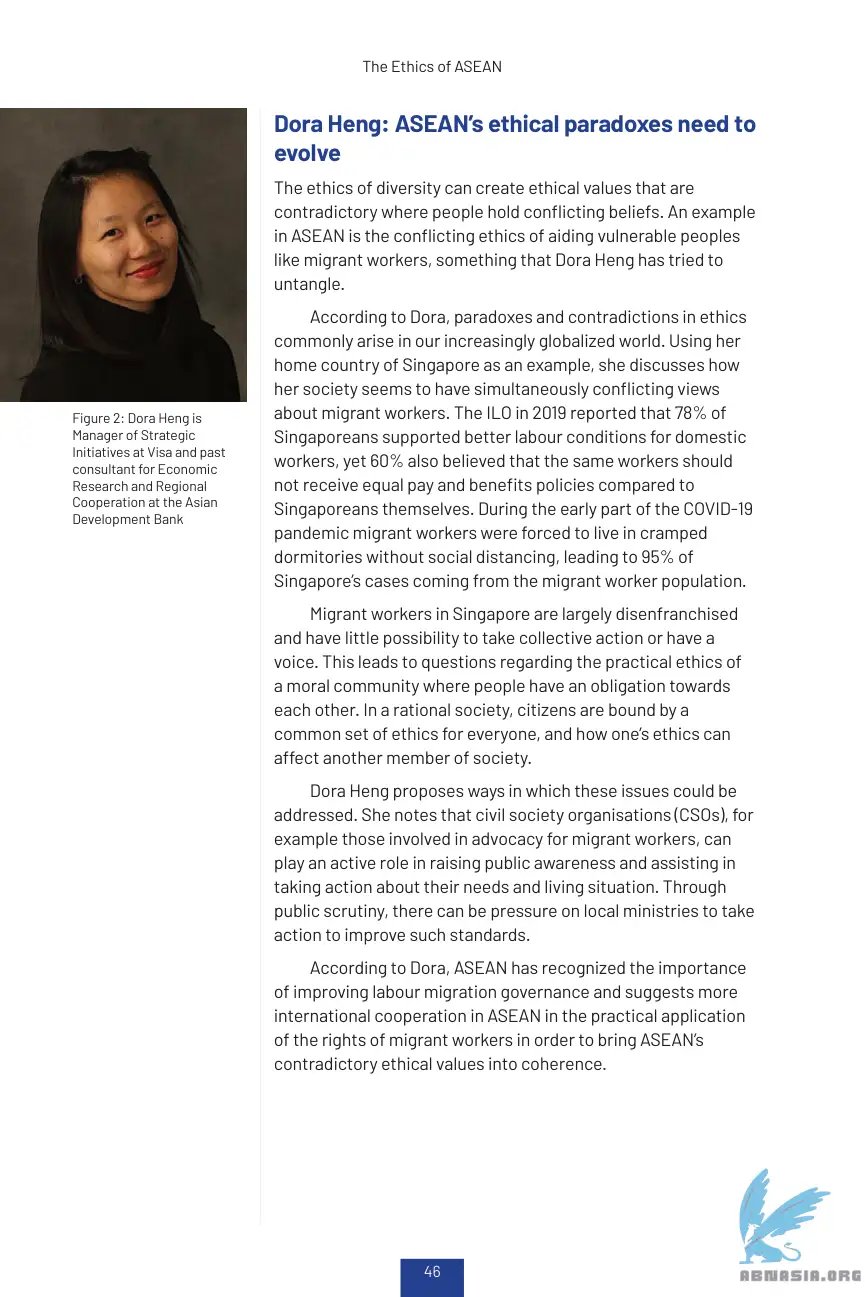 The Ethics of ASEAN
Dora Heng: ASEAN’s ethical paradoxes need to
evolve
The ethics of diversity can create ethical values that are
contradictory where people hold conflicting beliefs. An example
in ASEAN is the conflicting ethics of aiding vulnerable peoples
like migrant workers, something that Dora Heng has tried to
untangle.
According to Dora, paradoxes and contradictions in ethics
commonly arise in our increasingly globalized world. Using her
home country of Singapore as an example, she discusses how
her society seems to have simultaneously conflicting views
about migrant workers. The ILO in 2019 reported that 78% of
Singaporeans supported better labour conditions for domestic
workers, yet 60% also believed that the same workers should
not receive equal pay and benefits policies compared to
Singaporeans themselves. During the early part of the COVID-19
pandemic migrant workers were forced to live in cramped
dormitories without social distancing, leading to 95% of
Singapore’s cases coming from the migrant worker population.
Migrant workers in Singapore are largely disenfranchised
and have little possibility to take collective action or have a
voice. This leads to questions regarding the practical ethics of
a moral community where people have an obligation towards
each other. In a rational society, citizens are bound by a
common set of ethics for everyone, and how one’s ethics can
affect another member of society.
Dora Heng proposes ways in which these issues could be
addressed. She notes that civil society organisations (CSOs), for
example those involved in advocacy for migrant workers, can
play an active role in raising public awareness and assisting in
taking action about their needs and living situation. Through
public scrutiny, there can be pressure on local ministries to take
action to improve such standards.
According to Dora, ASEAN has recognized the importance
of improving labour migration governance and suggests more
international cooperation in ASEAN in the practical application
of the rights of migrant workers in order to bring ASEAN’s
contradictory ethical values into coherence.
Figure 2: Dora Heng is
Manager of Strategic
Initiatives at Visa and past
consultant for Economic
Research and Regional
Cooperation at the Asian
Development Bank
46
ABNASIA.ORG